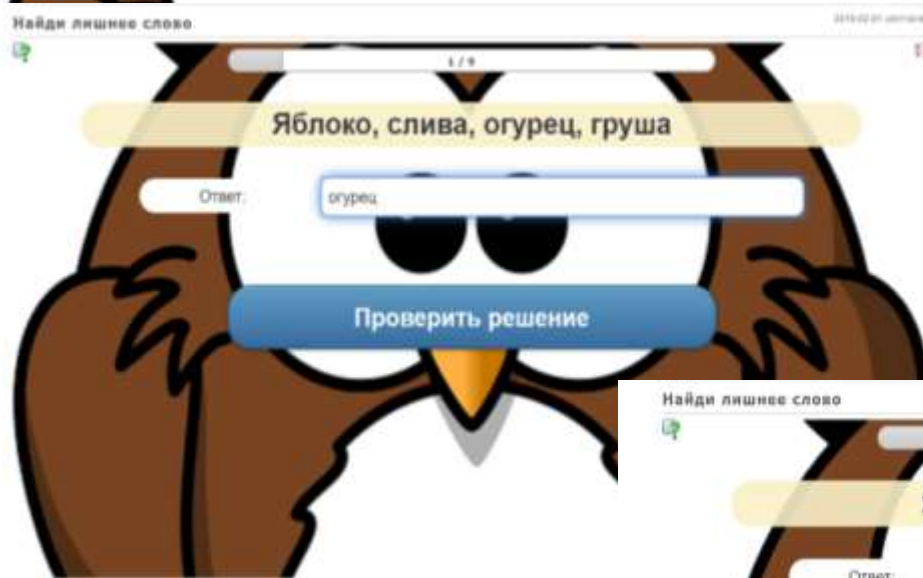 Найди лишнее слово
1 / 9
Яблоко, слива, огурец, груша
Ответ:
огурец
Проверить решение
Найди лишнее слово
Ответ: